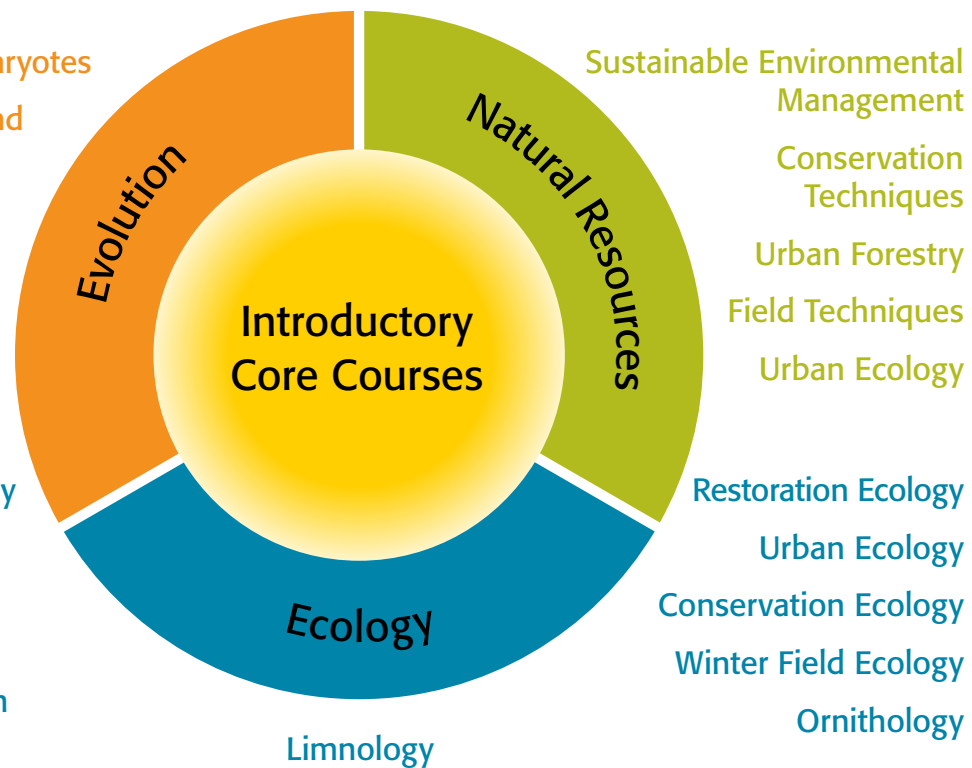 Evolution
Natural Resources
Introductory
Core Courses
Ecology
Sustainable Environmental
Management
Conservation
Techniques
Urban Forestry
Field Techniques
Urban Ecology
Restoration Ecology
Urban Ecology
Conservation Ecology
Winter Field Ecology
Ornithology
Limnology